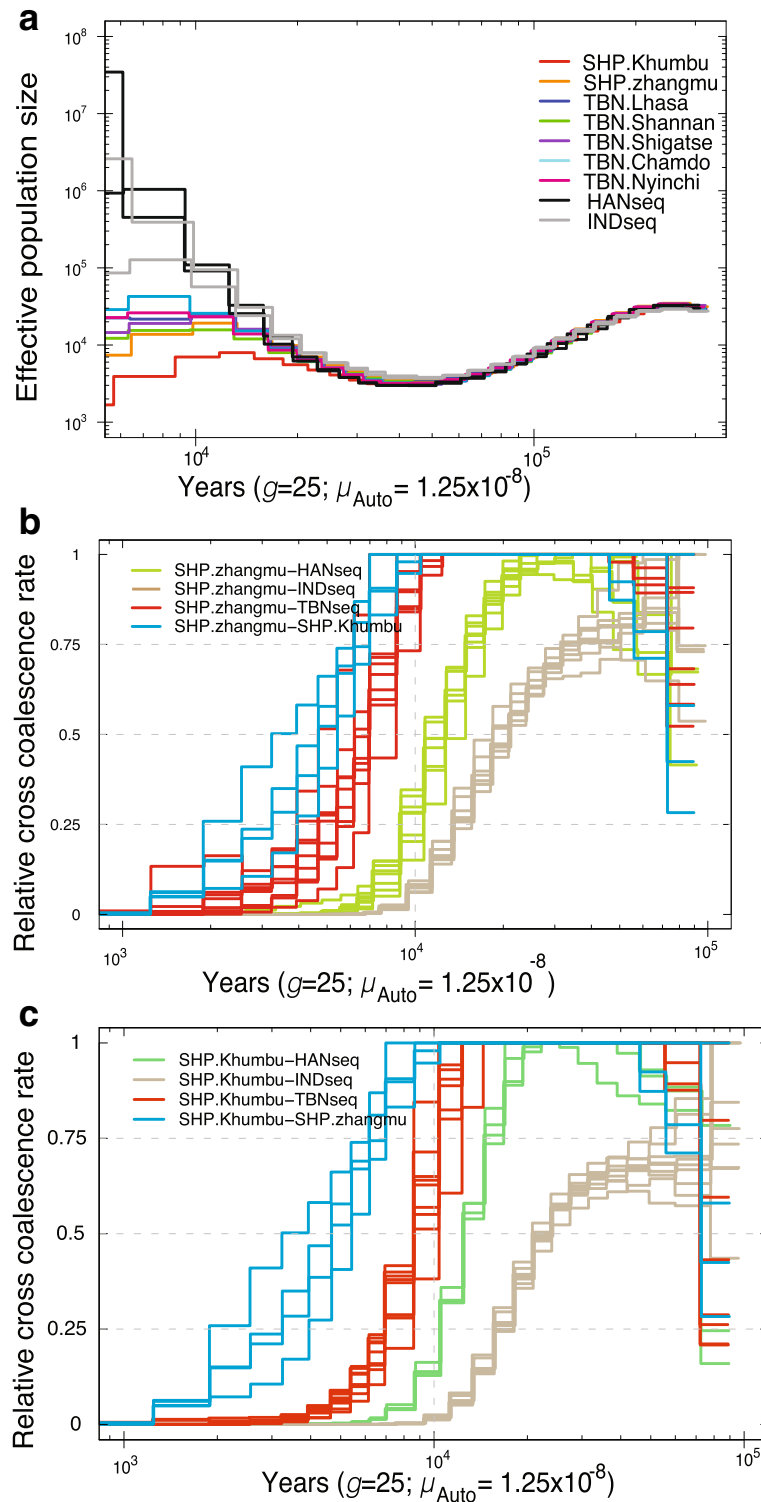 a
10^8
10^7
10^6
10^5
10^4
10^3
Effective population size
SHP.Khumbu
SHP.zhangmu
TBN.Lhasa
TBN.Shannan
TBN.Shigatse
TBN.Chamdo
TBN.Nyinchi
HANseq
INDseq
10^4 10^5
Years (g=25; μ_Auto= 1.25x10^-8)
b
1
0.75
0.5
0.25
0
Relative cross coalescence rate
SHP.zhangmu−HANseq
SHP.zhangmu−INDseq
SHP.zhangmu−TBNseq
SHP.zhangmu−SHP.Khumbu
10^3 10^4 10^5
Years (g=25; μ_Auto= 1.25x10^-8)
c
1
0.75
0.5
0.25
0
Relative cross coalescence rate
SHP.Khumbu−HANseq
SHP.Khumbu−INDseq
SHP.Khumbu−TBNseq
SHP.Khumbu−SHP.zhangmu
10^3 10^4 10^5
Years (g=25; μ_Auto= 1.25x10^-8)